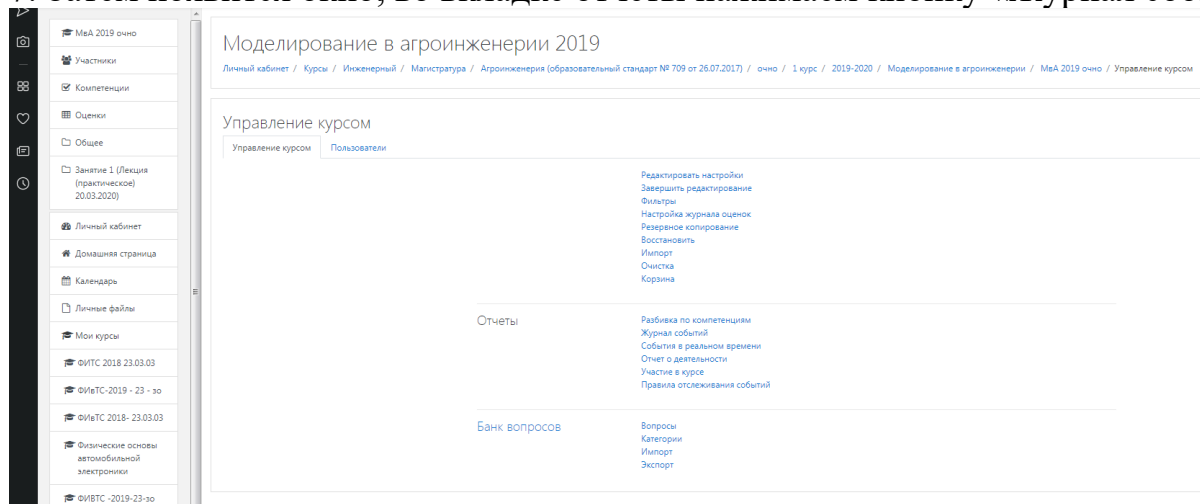 МвА 2019 очно
Участники
Компетенции
Оценки
Общее
Занятие 1 (Лекция
(практическое)
20.03.2020)
Личный кабинет
Домашняя страница
Календарь
Личные файлы
Мои курсы
ФИТС 2018 23.03.03
ФИвТС-2019 - 23 - зо
ФИвТС 2018- 23.03.03
Физические основы
автомобильной
электроники
ФИВТС -2019-23-зо
Моделирование в агроинженерии 2019
Личный кабинет / Курсы / Инженерный / Магистратура / Агроинженерия (образовательный стандарт № 709 от 26.07.2017) / очно / 1 курс / 2019-2020 / Моделирование в агроинженерии / МвА 2019 очно / Управление курсом
Управление курсом
Управление курсом Пользователи
Редактировать настройки
Завершить редактирование
Фильтры
Настройка журнала оценок
Резервное копирование
Восстановить
Импорт
Очистка
Корзина
Отчеты
Разбивка по компетенциям
Журнал событий
События в реальном времени
Отчет о деятельности
Участие в курсе
Правила отслеживания событий
Банк вопросов
Вопросы
Категории
Импорт
Экспорт